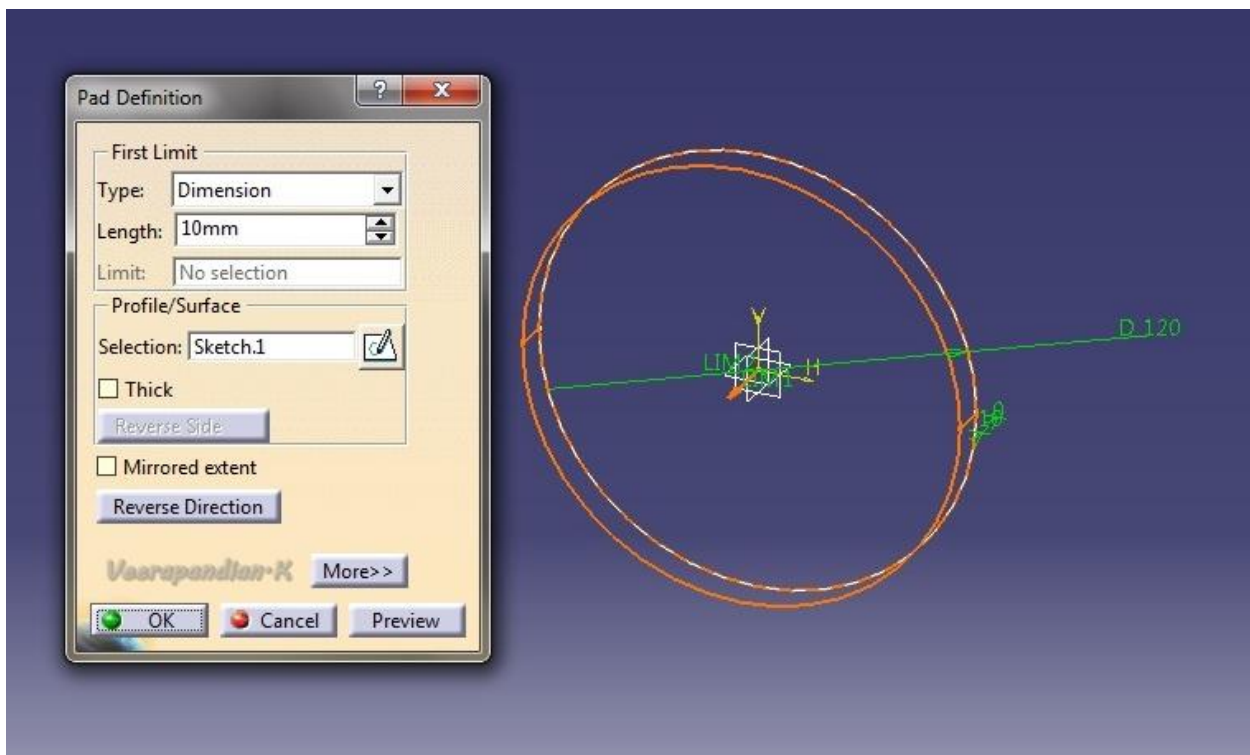 Pad Definition
?
X
First Limit
Type: Dimension
Length: 10mm
Limit: No selection
Profile/Surface
Selection: Sketch.1
Thick
Reverse Side
Mirrored extent
Reverse Direction
Veerapandian·K
More>>
OK Cancel Preview
D 120
V
H